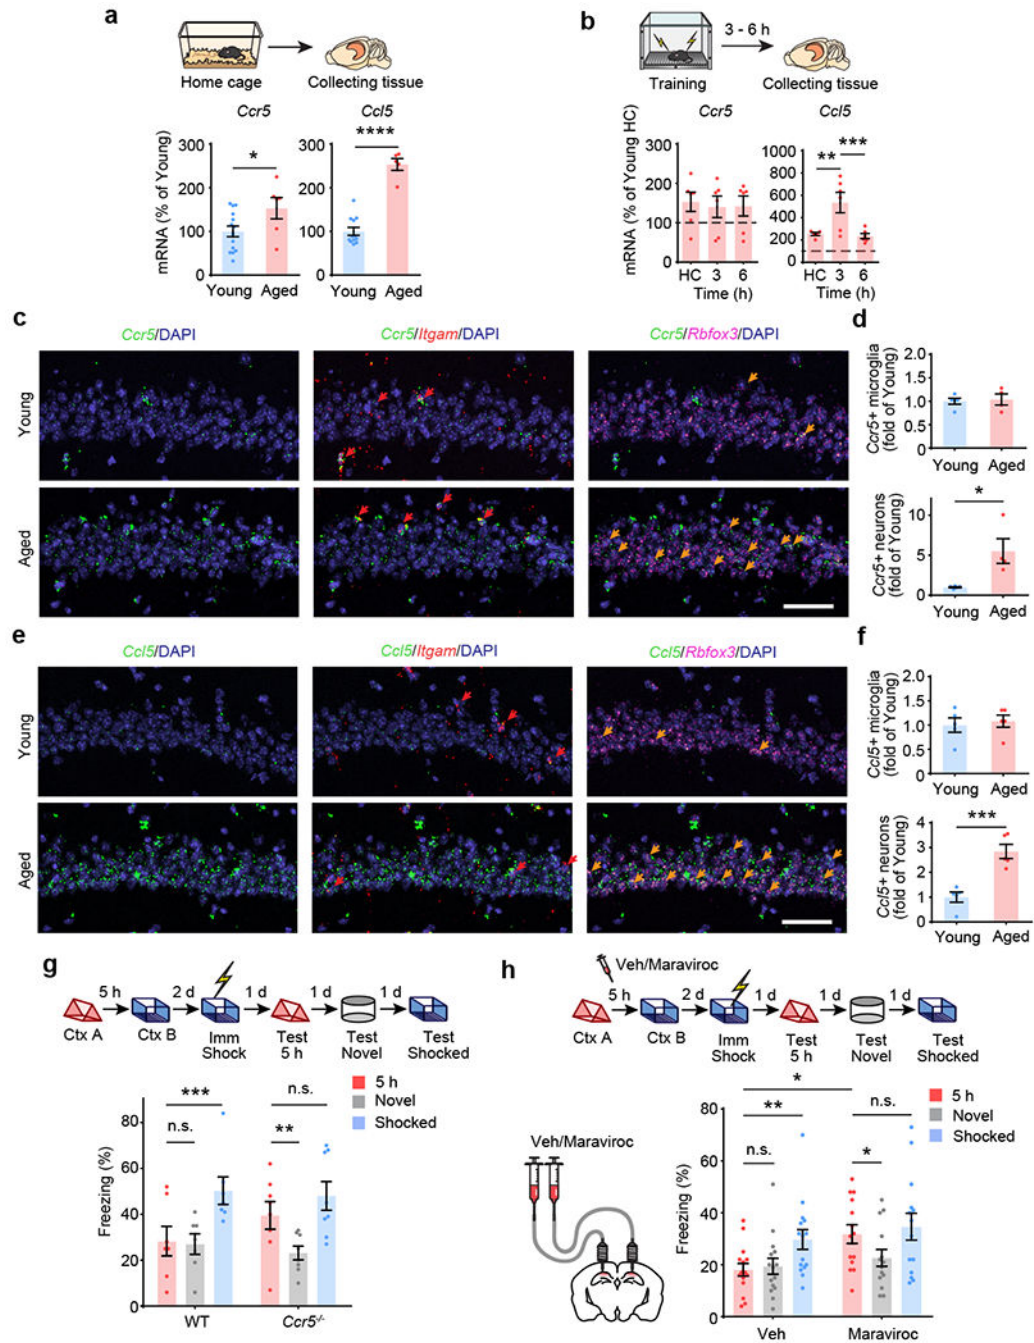 a
Home cage
Collecting tissue
Ccr5
Ccl5
mRNA (% of Young)
300
200
100
0
*
Young
Aged
300
200
100
0
****
Young
Aged
b
3 - 6 h
Training
Collecting tissue
Ccr5
Ccl5
mRNA (% of Young HC)
300
200
100
0
HC
3
6
Time (h)
1000
800
600
400
200
0
**
***
HC
3
6
Time (h)
c
Ccr5/DAPI
Ccr5/Itgam/DAPI
Ccr5/Rbfox3/DAPI
Young
Aged
d
Ccr5+ microglia
(fold of Young)
2.0
1.5
1.0
0.5
0
Young
Aged
Ccr5+ neurons
(fold of Young)
10
5
0
*
Young
Aged
e
Ccl5/DAPI
Ccl5/Itgam/DAPI
Ccl5/Rbfox3/DAPI
Young
Aged
f
Ccl5+ microglia
(fold of Young)
2.0
1.5
1.0
0.5
0
Young
Aged
Ccl5+ neurons
(fold of Young)
4
3
2
1
0
***
Young
Aged
g
5 h
2 d
1 d
1 d
1 d
Ctx A
Ctx B
Imm
Shock
Test
5 h
Test
Novel
Test
Shocked
5 h
Novel
Shocked
Freezing (%)
80
60
40
20
0
***
n.s.
n.s.
**
WT
Ccr5-/-
h
Veh/Maraviroc
5 h
2 d
1 d
1 d
1 d
Ctx A
Ctx B
Imm
Shock
Test
5 h
Test
Novel
Test
Shocked
Veh/Maraviroc
5 h
Novel
Shocked
Freezing (%)
80
60
40
20
0
*
**
n.s.
n.s.
*
Veh
Maraviroc